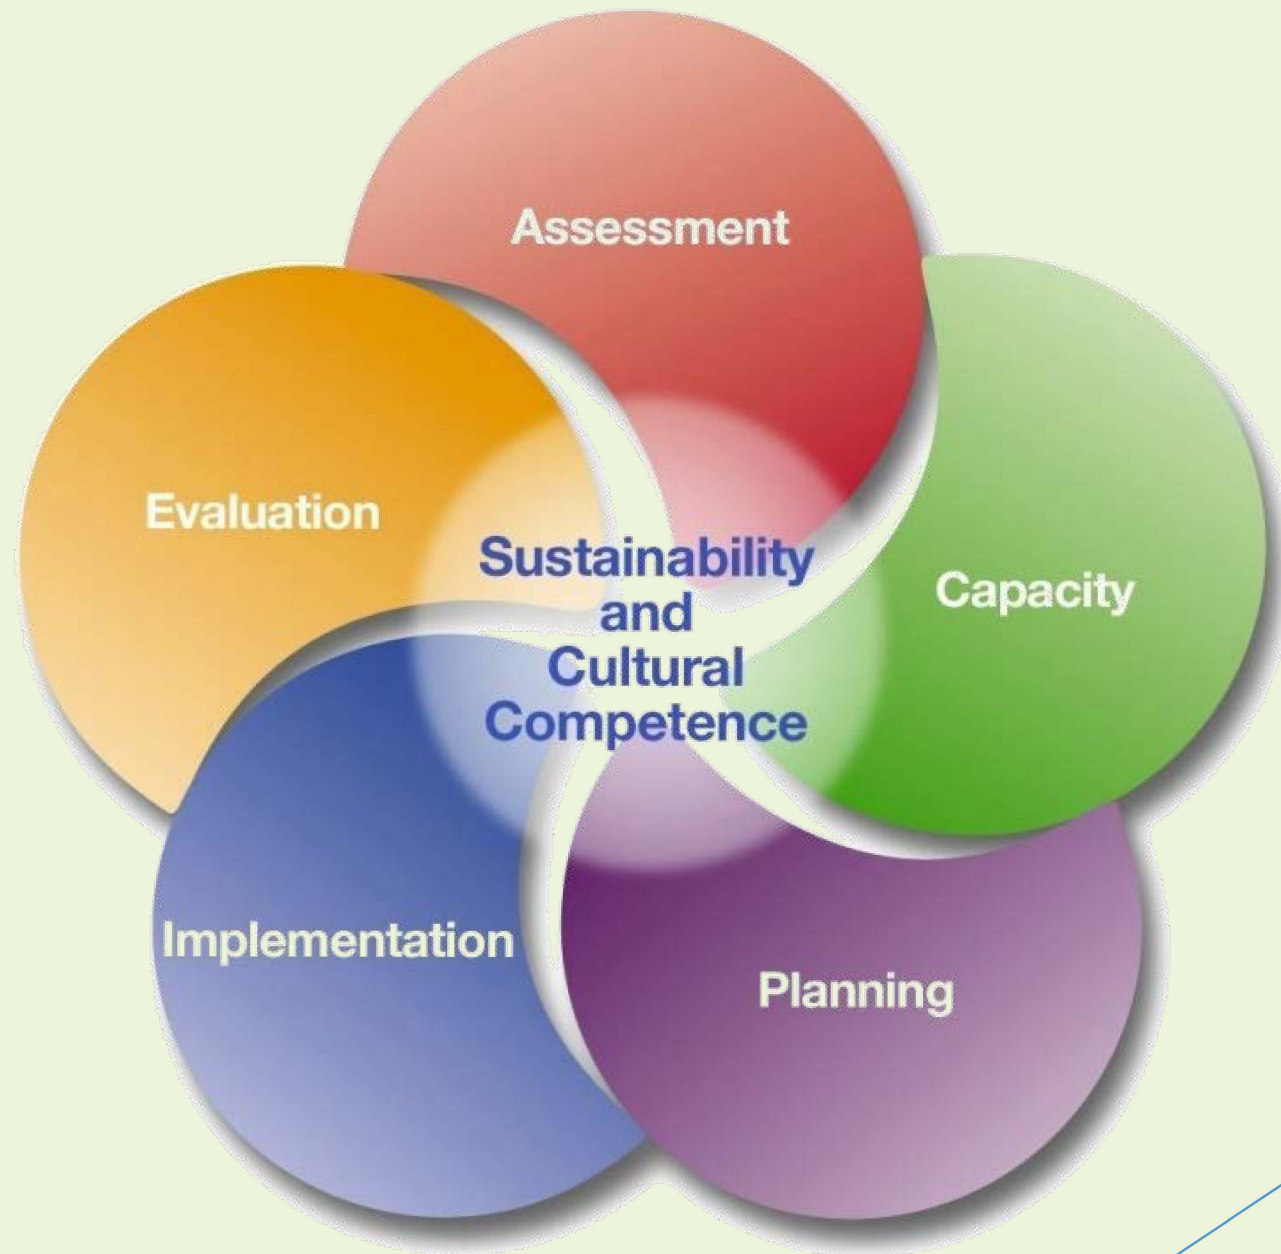 Assessment
Evaluation
Capacity
Sustainability
and
Cultural
Competence
Implementation
Planning